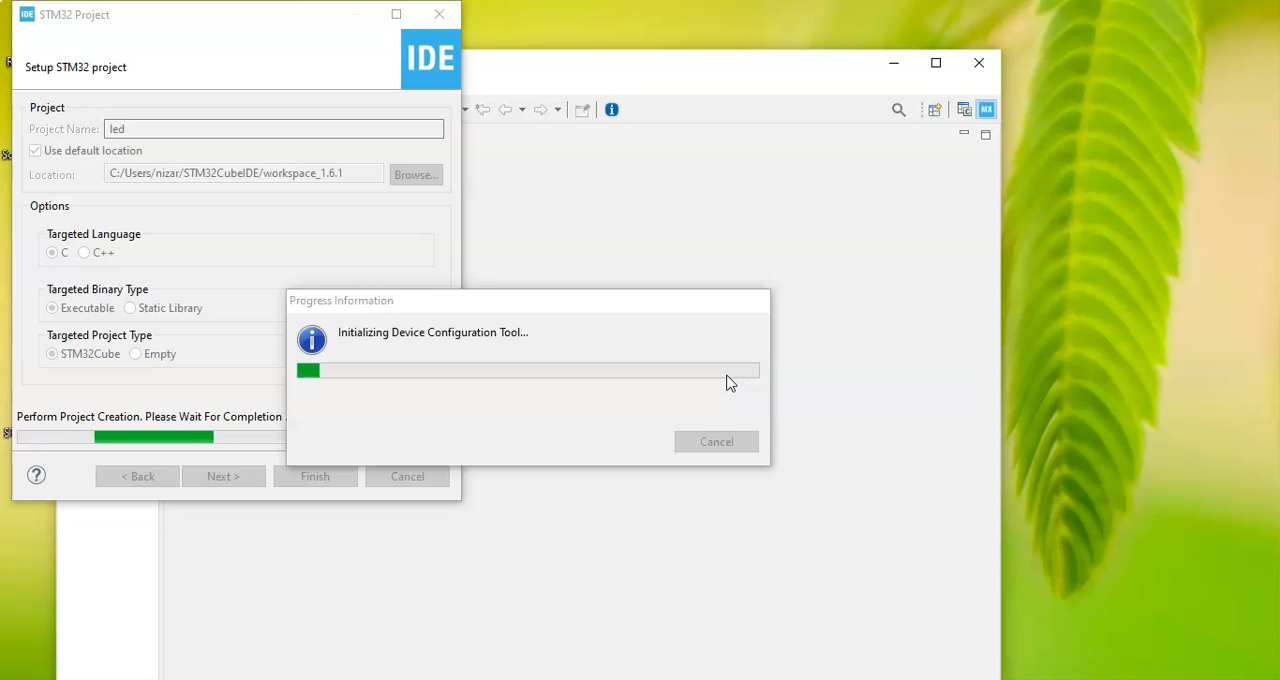 IDE STM32 Project
Setup STM32 project
IDE
Project
Project Name: led
Use default location
Location: C:/Users/nizar/STM32CubeIDE/workspace_1.6.1 Browse...
Options
Targeted Language
C C++
Targeted Binary Type
Executable Static Library
Targeted Project Type
STM32Cube Empty
Perform Project Creation. Please Wait For Completion .
< Back Next > Finish Cancel
Progress Information
Initializing Device Configuration Tool...
Cancel
MX